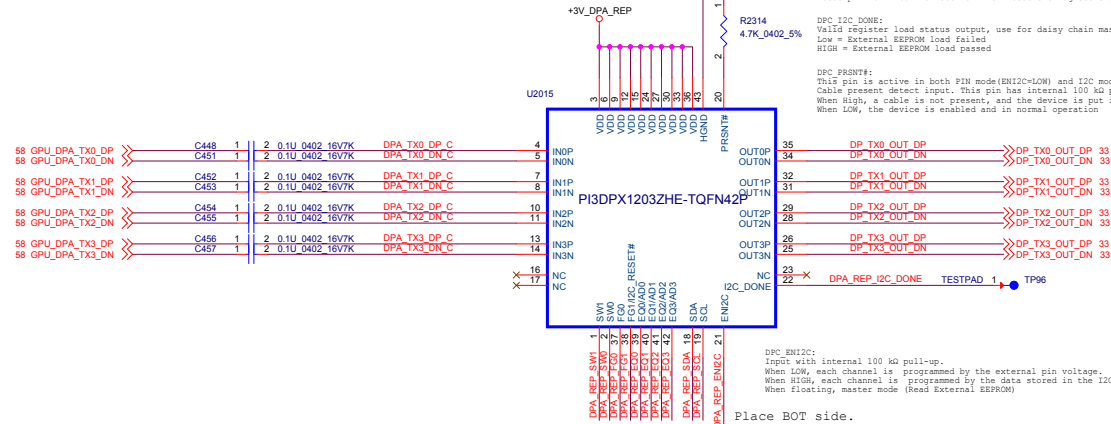 +3V_DPA_REP
R2314
4.7K_0402_5%
1
2
DPC_I2C_DONE:
Valid register load status output, use for daisy chain mas
Low = External EEPROM load failed
HIGH = External EEPROM load passed
DPC_PRSNT#:
This pin is active in both PIN mode(ENI2C=LOW) and I2C mo
Cable present detect input. This pin has internal 100 kΩ p
When High, a cable is not present, and the device is put i
When LOW, the device is enabled and in normal operation
U2015
3 6 9 12 15 24 27 30 33 36 43 20
VDD VDD VDD VDD VDD VDD VDD VDD VDD VDD HGND PRSNT#
58 GPU_DPA_TX0_DP C448 1 2 0.1U_0402_16V7K DPA_TX0_DP_C 4 IN0P
58 GPU_DPA_TX0_DN C451 1 2 0.1U_0402_16V7K DPA_TX0_DN_C 5 IN0N
58 GPU_DPA_TX1_DP C452 1 2 0.1U_0402_16V7K DPA_TX1_DP_C 7 IN1P
58 GPU_DPA_TX1_DN C453 1 2 0.1U_0402_16V7K DPA_TX1_DN_C 8 IN1N
58 GPU_DPA_TX2_DP C454 1 2 0.1U_0402_16V7K DPA_TX2_DP_C 10 IN2P
58 GPU_DPA_TX2_DN C455 1 2 0.1U_0402_16V7K DPA_TX2_DN_C 11 IN2N
58 GPU_DPA_TX3_DP C456 1 2 0.1U_0402_16V7K DPA_TX3_DP_C 13 IN3P
58 GPU_DPA_TX3_DN C457 1 2 0.1U_0402_16V7K DPA_TX3_DN_C 14 IN3N
16 NC
17 NC
PI3DPX1203ZHE-TQFN42P
OUT0P 35 DP_TX0_OUT_DP DP_TX0_OUT_DP 33
OUT0N 34 DP_TX0_OUT_DN DP_TX0_OUT_DN 33
OUT1P 32 DP_TX1_OUT_DP DP_TX1_OUT_DP 33
OUT1N 31 DP_TX1_OUT_DN DP_TX1_OUT_DN 33
OUT2P 29 DP_TX2_OUT_DP DP_TX2_OUT_DP 33
OUT2N 28 DP_TX2_OUT_DN DP_TX2_OUT_DN 33
OUT3P 26 DP_TX3_OUT_DP DP_TX3_OUT_DP 33
OUT3N 25 DP_TX3_OUT_DN DP_TX3_OUT_DN 33
NC 23
I2C_DONE 22 DPA_REP_I2C_DONE TESTPAD 1 TP96
SW1 SW0 FG0 FG1/I2C_RESET# EQ0/AD0 EQ1/AD1 EQ2/AD2 EQ3/AD3 SDA SCL ENI2C
1 2 37 38 39 40 41 42 18 19 21
DPA_REP_SW1 DPA_REP_SW0 DPA_REP_FG0 DPA_REP_FG1 DPA_REP_EQ0 DPA_REP_EQ1 DPA_REP_EQ2 DPA_REP_EQ3 DPA_REP_SDA DPA_REP_SCL DPA_REP_ENI2C
DPC_ENI2C:
Input with internal 100 kΩ pull-up.
When LOW, each channel is programmed by the external pin voltage.
When HIGH, each channel is programmed by the data stored in the I2C
When floating, master mode (Read External EEPROM)
Place BOT side.